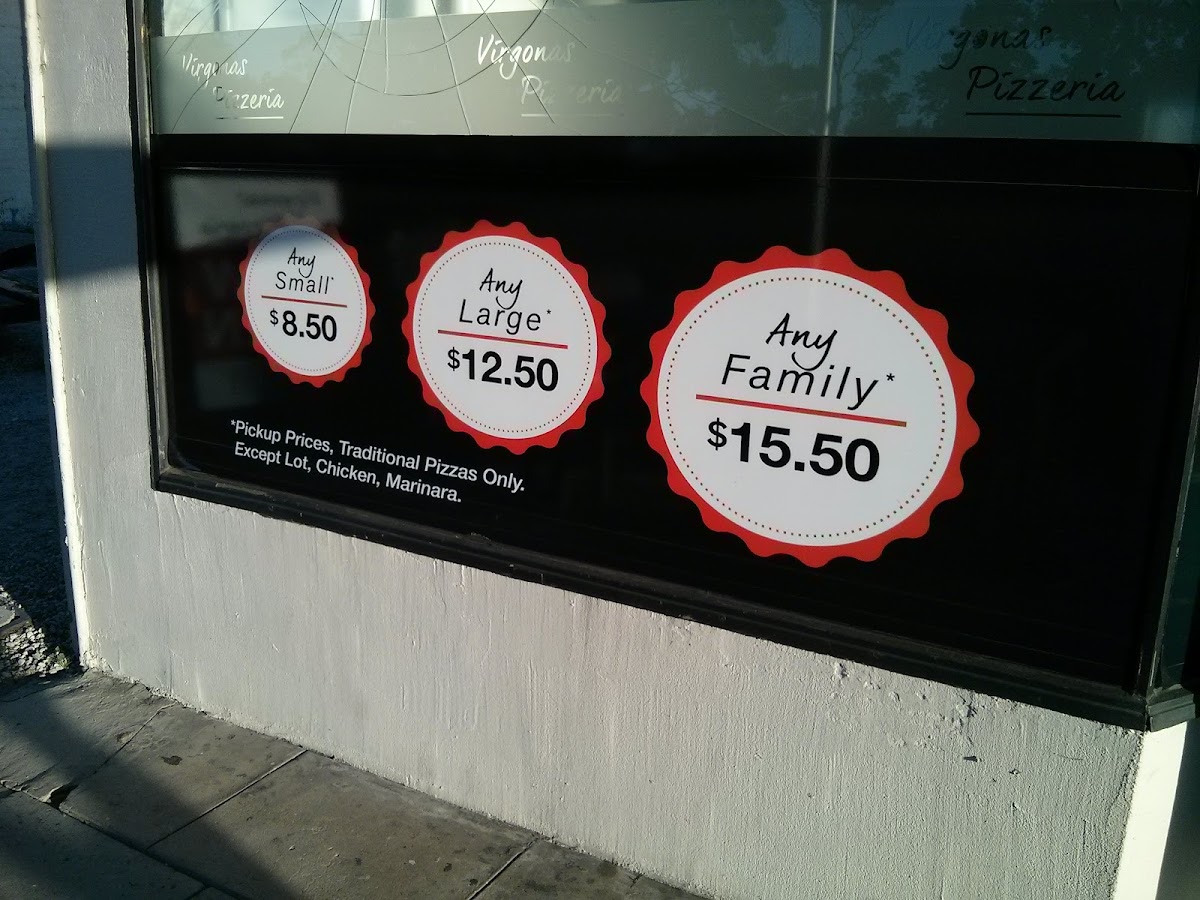 Virgonas
Pizzeria
Virgonas
Pizzeria
Virgonas
Pizzeria
Any
Small*
$8.50
Any
Large*
$12.50
Any
Family*
$15.50
*Pickup Prices, Traditional Pizzas Only.
Except Lot, Chicken, Marinara.